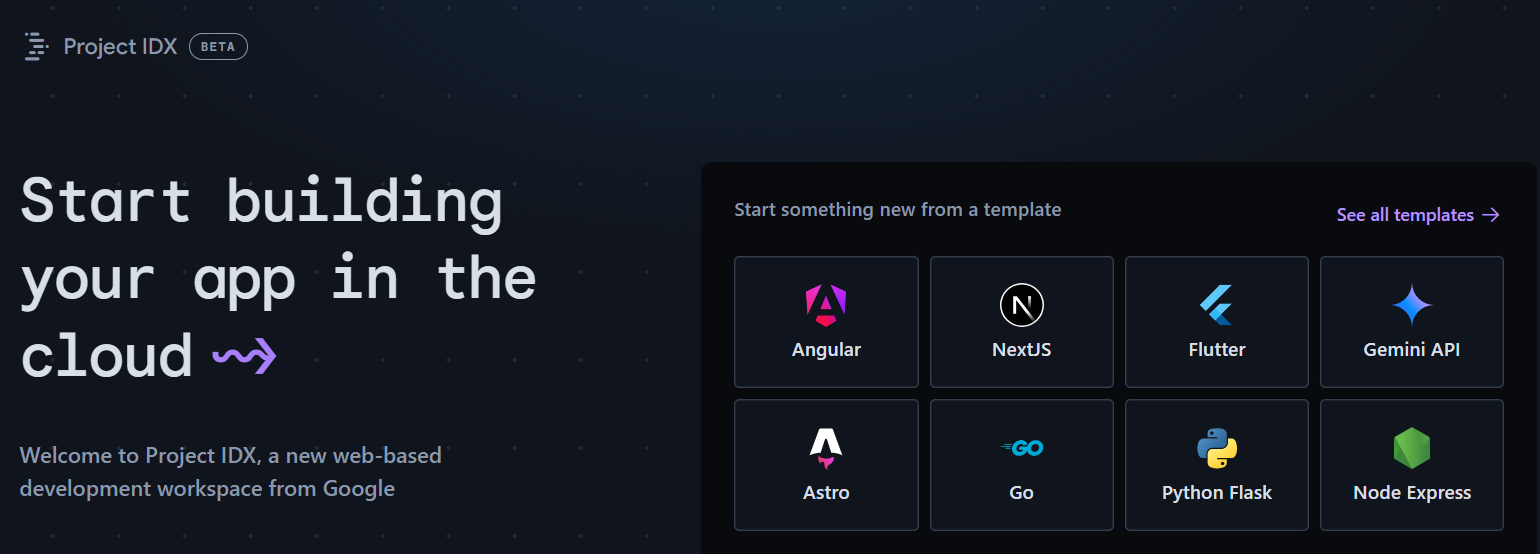 Project IDX BETA
Start building
your app in the
cloud
Welcome to Project IDX, a new web-based
development workspace from Google
Start something new from a template
See all templates
Angular
NextJS
Flutter
Gemini API
Astro
GO
Go
Python Flask
Node Express